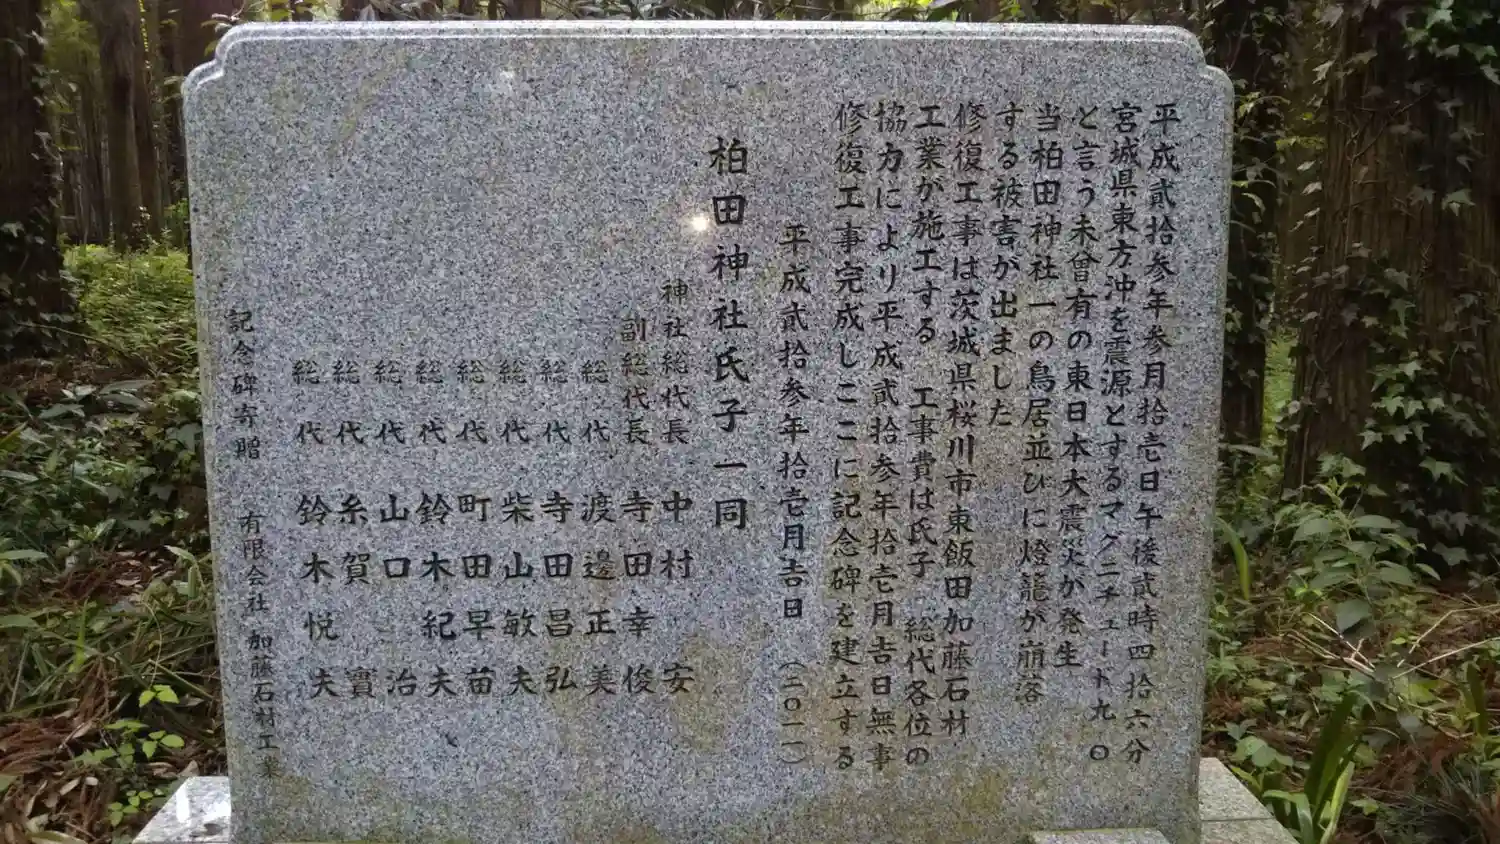 平成貳拾参年参月拾壱日午後貳時四拾六分
宮城県東方沖を震源とするマグニチュード九〇
と言う未曾有の東日本大震災が発生
当柏田神社一の鳥居並びに燈籠が崩落
する被害が出ました
修復工事は茨城県桜川市東飯田加藤石材
工業が施工する　工事費は氏子　総代各位の
協力により平成貳拾参年拾壱月吉日無事
修復工事完成しここに記念碑を建立する
平成貳拾参年拾壱月吉日　（二〇一一）
柏田神社氏子一同
神社総代長　中村　安
副総代長　寺田幸俊
総代　渡邊正美
総代　寺田昌弘
総代　柴山敏夫
総代　町田早苗
総代　鈴木紀夫
総代　山口　治
総代　糸賀　寳
総代　鈴木悦夫
記念碑寄贈　有限会社　加藤石材工業